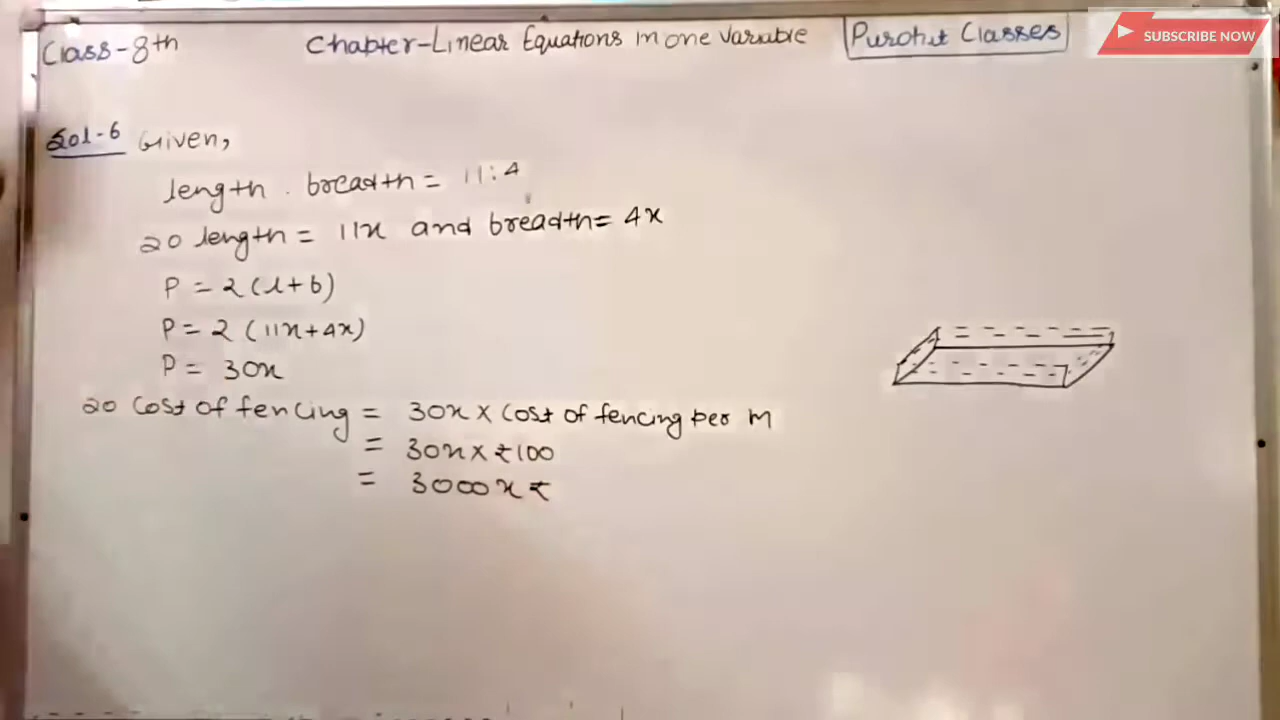 Class-8th Chapter-Linear Equations in one variable Purohit Classes SUBSCRIBE NOW
Sol-6 Given,
length . breadth = 11:4
so length = 11x and breadth = 4x
P = 2(l+b)
P = 2 (11x+4x)
P = 30x
so cost of fencing = 30x × cost of fencing per m
= 30x × ₹100
= 3000x ₹